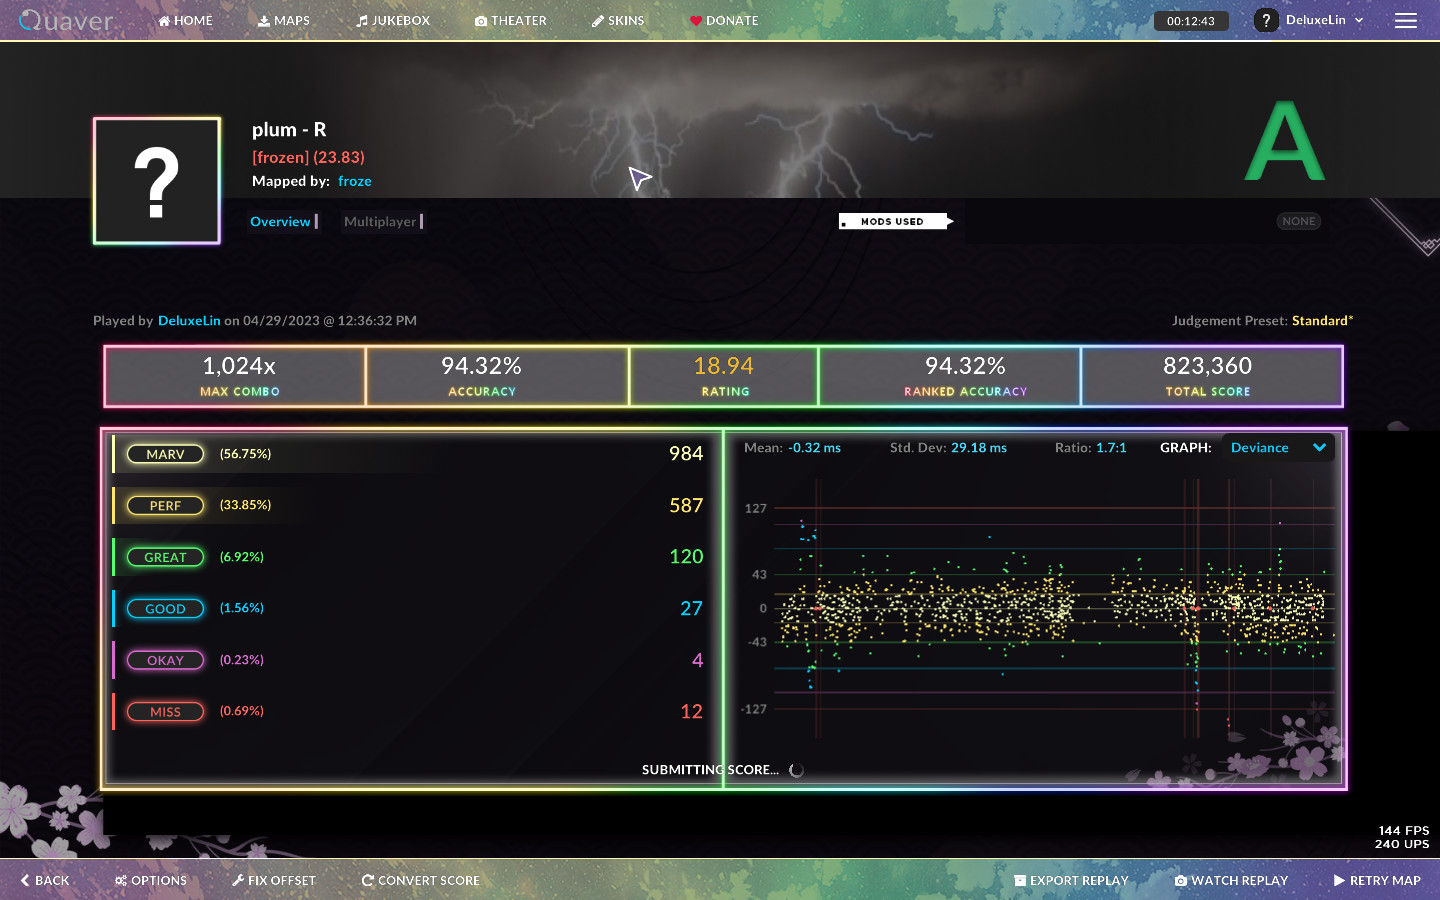 Quaver
HOME
MAPS
JUKEBOX
THEATER
SKINS
DONATE
00:12:43
?
DeluxeLin
?
plum - R
[frozen] (23.83)
Mapped by: froze
A
Overview
Multiplayer
MODS USED
NONE
Played by DeluxeLin on 04/29/2023 @ 12:36:32 PM
Judgement Preset: Standard*
1,024x
MAX COMBO
94.32%
ACCURACY
18.94
RATING
94.32%
RANKED ACCURACY
823,360
TOTAL SCORE
MARV (56.75%) 984
PERF (33.85%) 587
GREAT (6.92%) 120
GOOD (1.56%) 27
OKAY (0.23%) 4
MISS (0.69%) 12
Mean: -0.32 ms
Std. Dev: 29.18 ms
Ratio: 1.7:1
GRAPH: Deviance
127
43
0
-43
-127
SUBMITTING SCORE...
144 FPS
240 UPS
BACK
OPTIONS
FIX OFFSET
CONVERT SCORE
EXPORT REPLAY
WATCH REPLAY
RETRY MAP